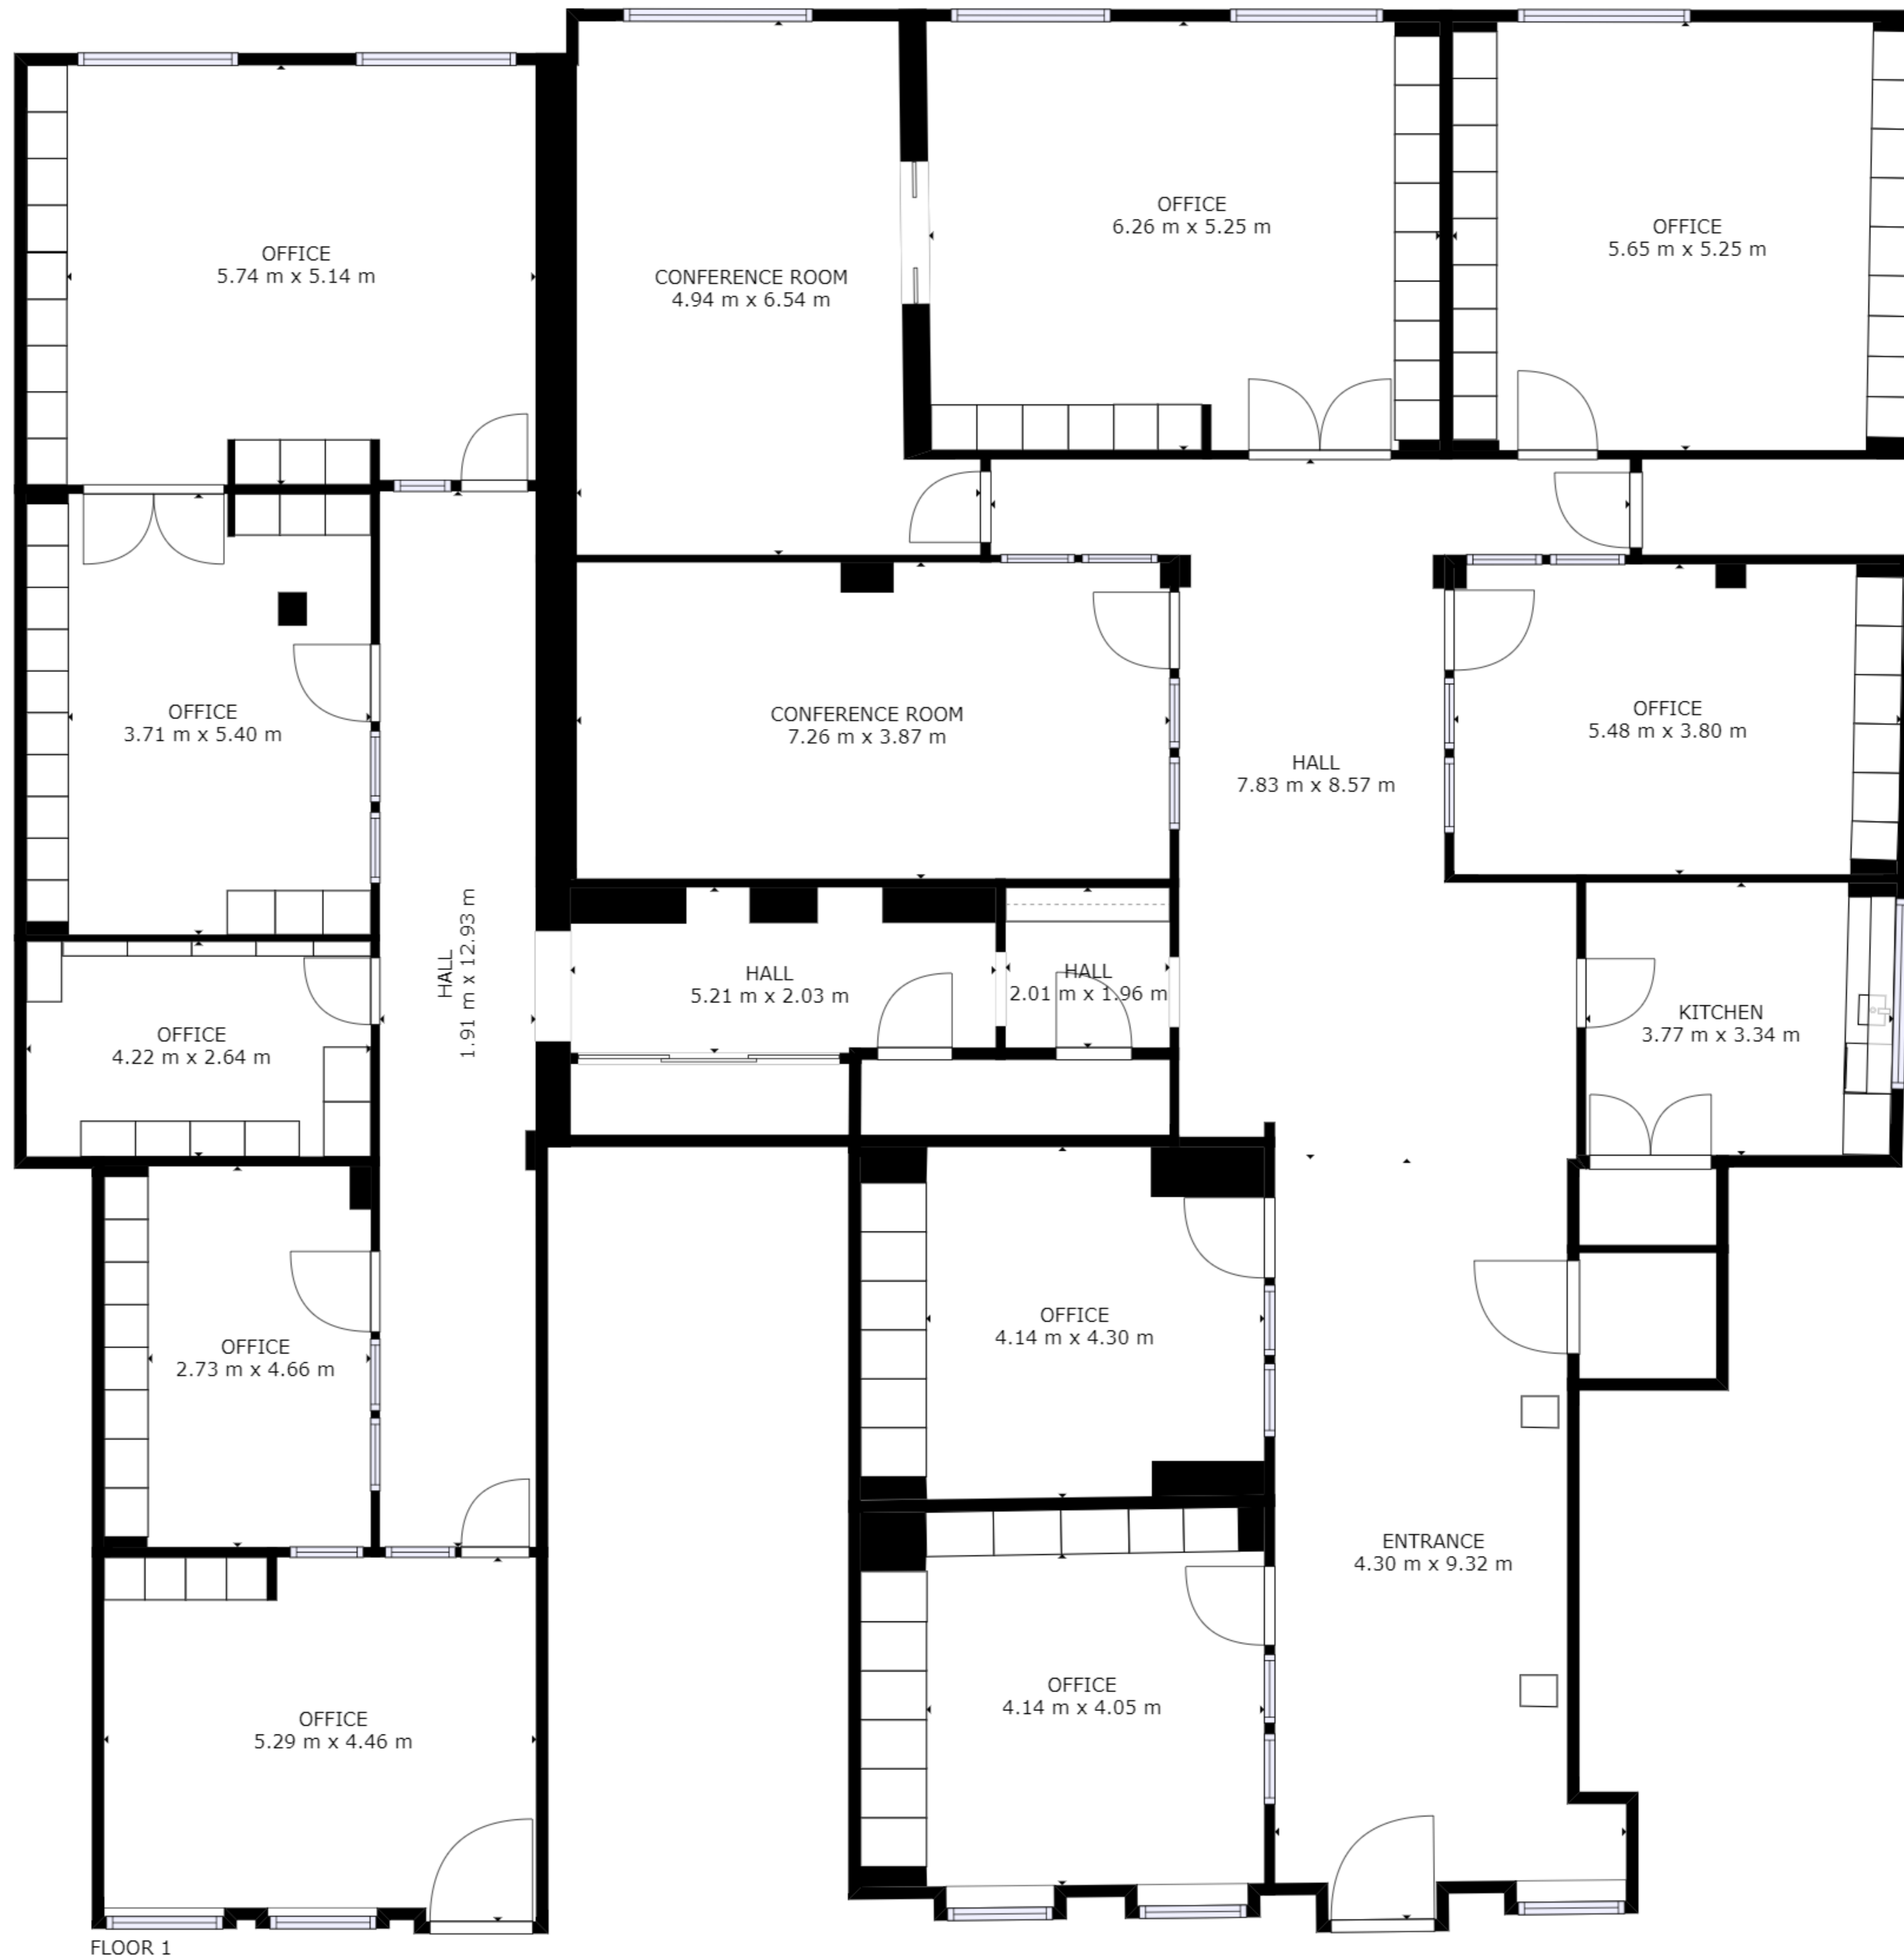 OFFICE
6.26 m x 5.25 m
OFFICE
5.65 m x 5.25 m
OFFICE
5.74 m x 5.14 m
CONFERENCE ROOM
4.94 m x 6.54 m
OFFICE
3.71 m x 5.40 m
CONFERENCE ROOM
7.26 m x 3.87 m
OFFICE
5.48 m x 3.80 m
HALL
7.83 m x 8.57 m
HALL
1.91 m x 12.93 m
HALL
5.21 m x 2.03 m
HALL
2.01 m x 1.96 m
KITCHEN
3.77 m x 3.34 m
OFFICE
4.22 m x 2.64 m
OFFICE
2.73 m x 4.66 m
OFFICE
4.14 m x 4.30 m
ENTRANCE
4.30 m x 9.32 m
OFFICE
4.14 m x 4.05 m
OFFICE
5.29 m x 4.46 m
FLOOR 1